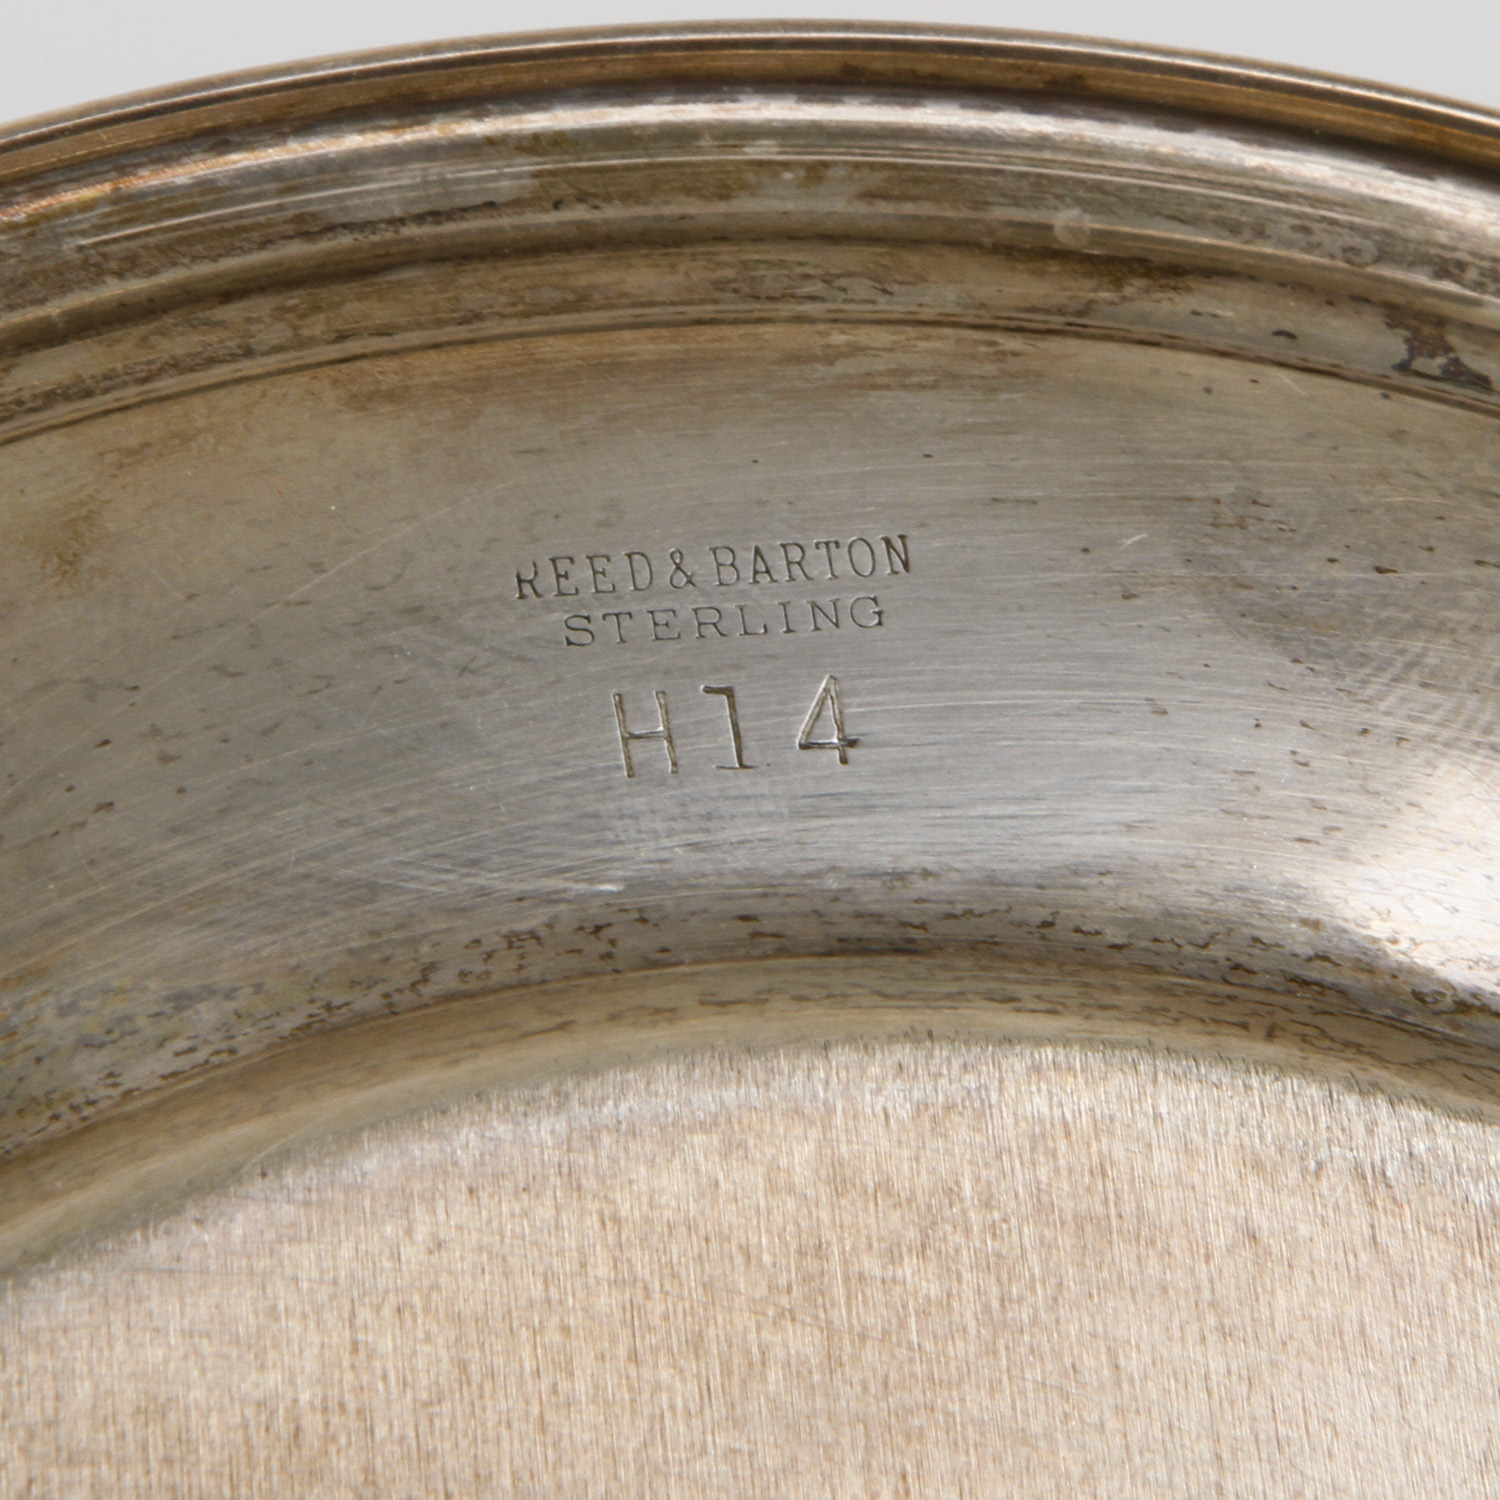 REED & BARTON
STERLING
H14